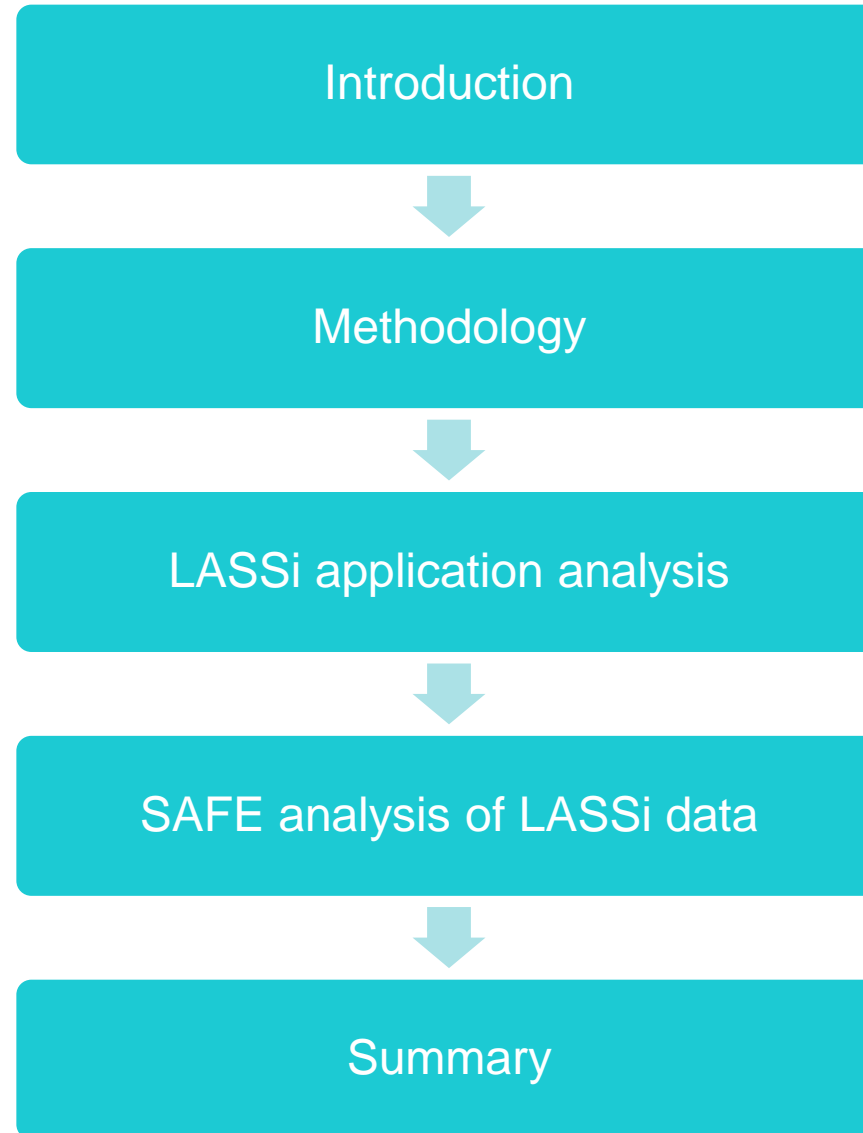 Introduction
Methodology
LASSi application analysis
SAFE analysis of LASSi data
Summary